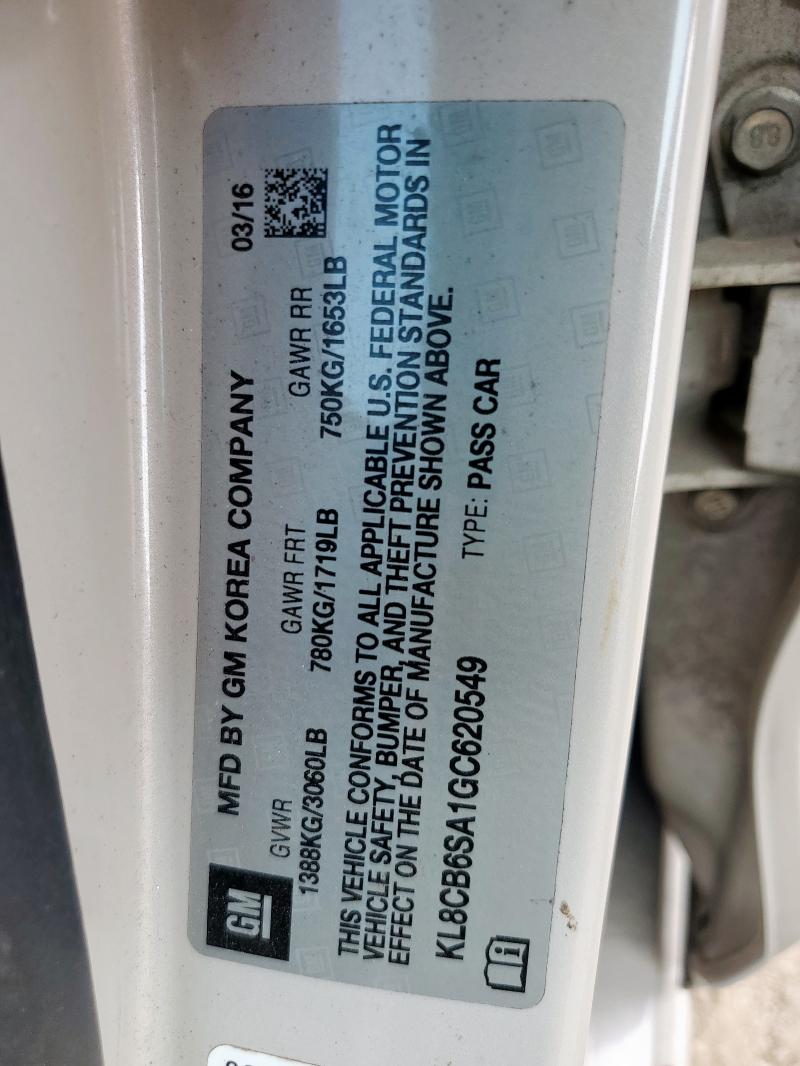 GM
MFD BY GM KOREA COMPANY 03/16
GVWR GAWR FRT GAWR RR
1388KG/3060LB 780KG/1719LB 750KG/1653LB
THIS VEHICLE CONFORMS TO ALL APPLICABLE U.S. FEDERAL MOTOR
VEHICLE SAFETY, BUMPER, AND THEFT PREVENTION STANDARDS IN
EFFECT ON THE DATE OF MANUFACTURE SHOWN ABOVE.
KL8CB6SA1GC620549 TYPE: PASS CAR